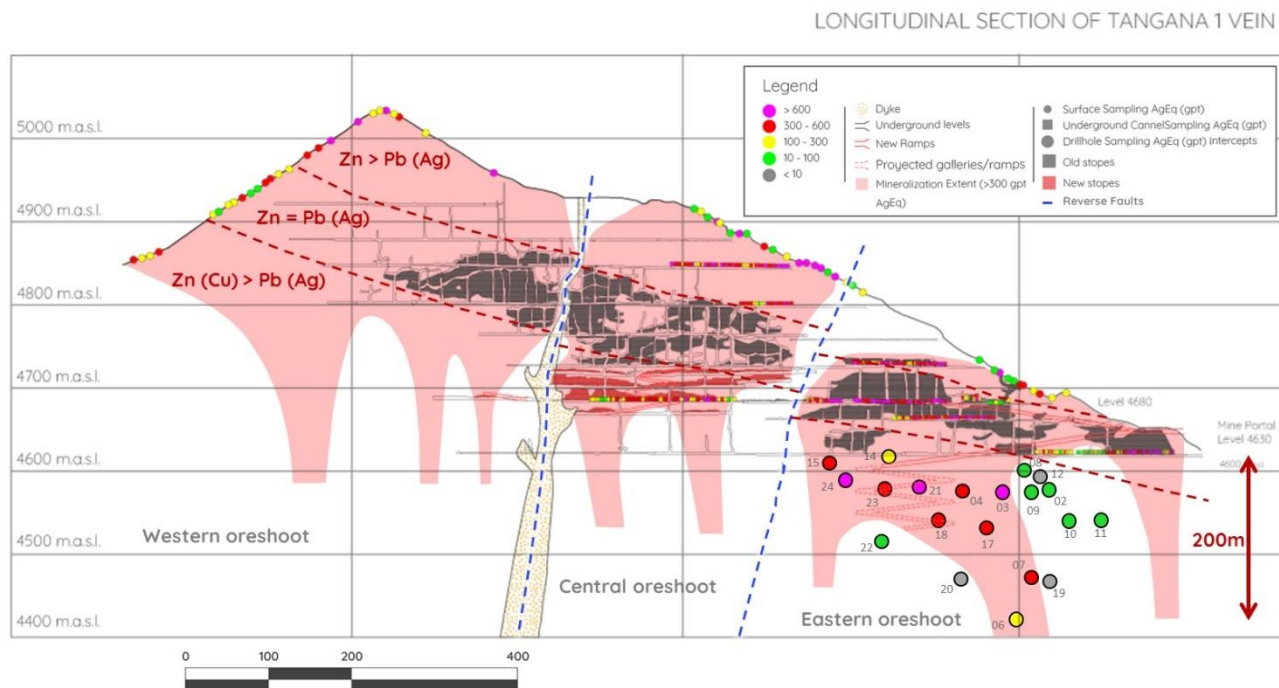 LONGITUDINAL SECTION OF TANGANA 1 VEIN
Legend
> 600
300 - 600
100 - 300
10 - 100
< 10
Dyke
Underground levels
New Ramps
Proyected galleries/ramps
Mineralization Extent (>300 gpt
AgEq)
Surface Sampling AgEq (gpt)
Underground CannelSampling AgEq (gpt)
Drillhole Sampling AgEq (gpt) Intercepts
Old stopes
New stopes
Reverse Faults
5000 m.a.s.l.
4900 m.a.s.l.
4800 m.a.s.l.
4700 m.a.s.l.
4600 m.a.s.l.
4500 m.a.s.l.
4400 m.a.s.l.
Zn > Pb (Ag)
Zn = Pb (Ag)
Zn (Cu) > Pb (Ag)
Level 4680
Mine Portal
Level 4630
4600
15
14
08
12
24
23
21
04
03
09
02
18
17
10
11
22
20
07
19
06
200m
Western oreshoot
Central oreshoot
Eastern oreshoot
0
100
200
400